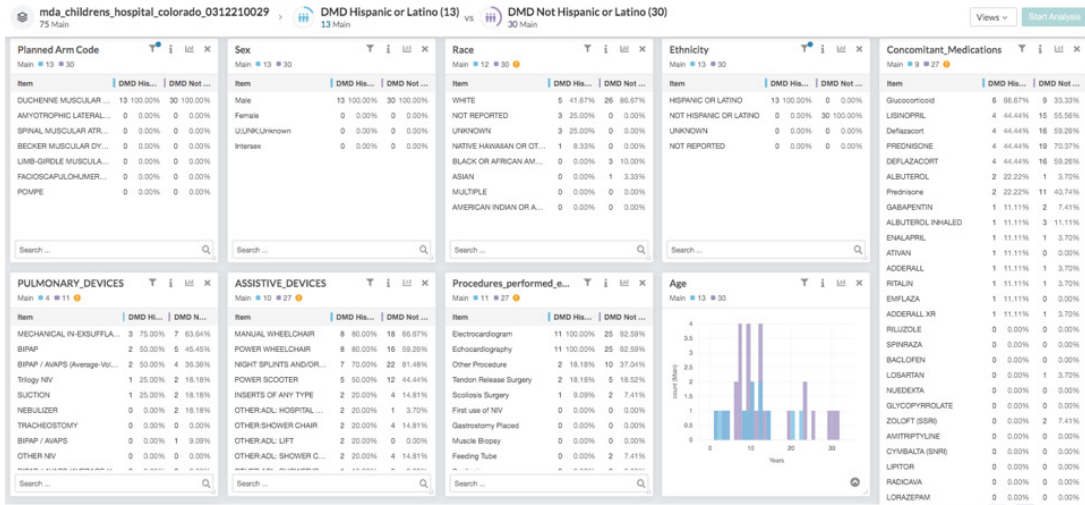 mda_childrens_hospital_colorado_0312210029 > DMD Hispanic or Latino (13) vs DMD Not Hispanic or Latino (30) Views Start Analysis
75 Main 13 Main 30 Main
Planned Arm Code
Main 13 30
Item DMD His... DMD Not ...
DUCHENNE MUSCULAR ... 13 100.00% 30 100.00%
AMYOTROPHIC LATERAL... 0 0.00% 0 0.00%
SPINAL MUSCULAR ATR... 0 0.00% 0 0.00%
BECKER MUSCULAR DY... 0 0.00% 0 0.00%
LIMB-GIRDLE MUSCULA... 0 0.00% 0 0.00%
FACIOSCAPULOHUMER... 0 0.00% 0 0.00%
POMPE 0 0.00% 0 0.00%
Search ...
Sex
Main 13 30
Item DMD His... DMD Not ...
Male 13 100.00% 30 100.00%
Female 0 0.00% 0 0.00%
U;UNK;Unknown 0 0.00% 0 0.00%
Intersex 0 0.00% 0 0.00%
Search ...
Race
Main 12 30
Item DMD His... DMD Not ...
WHITE 5 41.67% 26 86.67%
NOT REPORTED 3 25.00% 0 0.00%
UNKNOWN 3 25.00% 0 0.00%
NATIVE HAWAIIAN OR OT... 1 8.33% 0 0.00%
BLACK OR AFRICAN AM... 0 0.00% 3 10.00%
ASIAN 0 0.00% 1 3.33%
MULTIPLE 0 0.00% 0 0.00%
AMERICAN INDIAN OR A... 0 0.00% 0 0.00%
Search ...
Ethnicity
Main 13 30
Item DMD His... DMD Not ...
HISPANIC OR LATINO 13 100.00% 0 0.00%
NOT HISPANIC OR LATINO 0 0.00% 30 100.00%
UNKNOWN 0 0.00% 0 0.00%
NOT REPORTED 0 0.00% 0 0.00%
Search ...
Concomitant_Medications
Main 9 27
Item DMD His... DMD Not ...
Glucocorticoid 6 66.67% 9 33.33%
LISINOPRIL 4 44.44% 15 55.56%
Deflazacort 4 44.44% 16 59.26%
PREDNISONE 4 44.44% 19 70.37%
DEFLAZACORT 4 44.44% 16 59.26%
ALBUTEROL 2 22.22% 1 3.70%
Prednisone 2 22.22% 11 40.74%
GABAPENTIN 1 11.11% 2 7.41%
ALBUTEROL INHALED 1 11.11% 3 11.11%
ENALAPRIL 1 11.11% 1 3.70%
ATIVAN 1 11.11% 0 0.00%
ADDERALL 1 11.11% 1 3.70%
RITALIN 1 11.11% 1 3.70%
EMFLAZA 1 11.11% 0 0.00%
ADDERALL XR 1 11.11% 0 0.00%
RILUZOLE 0 0.00% 0 0.00%
SPINRAZA 0 0.00% 0 0.00%
BACLOFEN 0 0.00% 0 0.00%
LOSARTAN 0 0.00% 1 3.70%
NUEDEXTA 0 0.00% 0 0.00%
GLYCOPYRROLATE 0 0.00% 0 0.00%
ZOLOFT (SSRI) 0 0.00% 2 7.41%
AMITRIPTYLINE 0 0.00% 0 0.00%
CYMBALTA (SNRI) 0 0.00% 0 0.00%
LIPITOR 0 0.00% 0 0.00%
RADICAVA 0 0.00% 0 0.00%
LORAZEPAM 0 0.00% 0 0.00%
PULMONARY_DEVICES
Main 4 11
Item DMD Hi... DMD N...
MECHANICAL IN-EXSUFFLA... 3 75.00% 7 63.64%
BIPAP 2 50.00% 5 45.45%
BIPAP / AVAPS (Average-Vol... 2 50.00% 4 36.36%
Trilogy NIV 1 25.00% 2 18.18%
SUCTION 1 25.00% 2 18.18%
NEBULIZER 0 0.00% 2 18.18%
TRACHEOSTOMY 0 0.00% 0 0.00%
BIPAP / AVAPS 0 0.00% 1 9.09%
OTHER NIV 0 0.00% 0 0.00%
Search ...
ASSISTIVE_DEVICES
Main 10 27
Item DMD His... DMD Not ...
MANUAL WHEELCHAIR 8 80.00% 18 66.67%
POWER WHEELCHAIR 8 80.00% 16 59.26%
NIGHT SPLINTS AND/OR... 7 70.00% 22 81.48%
POWER SCOOTER 5 50.00% 12 44.44%
INSERTS OF ANY TYPE 2 20.00% 4 14.81%
OTHER:ADL: HOSPITAL ... 2 20.00% 1 3.70%
OTHER:SHOWER CHAIR 2 20.00% 4 14.81%
OTHER:ADL: LIFT 2 20.00% 0 0.00%
OTHER:ADL: SHOWER C... 2 20.00% 4 14.81%
Search ...
Procedures_performed_e...
Main 11 27
Item DMD His... DMD Not ...
Electrocardiogram 11 100.00% 25 92.59%
Echocardiography 11 100.00% 25 92.59%
Other Procedure 2 18.18% 10 37.04%
Tendon Release Surgery 2 18.18% 5 18.52%
Scoliosis Surgery 1 9.09% 2 7.41%
First use of NIV 0 0.00% 0 0.00%
Gastrostomy Placed 0 0.00% 0 0.00%
Muscle Biopsy 0 0.00% 0 0.00%
Feeding Tube 0 0.00% 2 7.41%
Search ...
Age
Main 13 30
count (Main)
4
3.5
3
2.5
2
1.5
1
0.5
0
0 10 20 30
Years